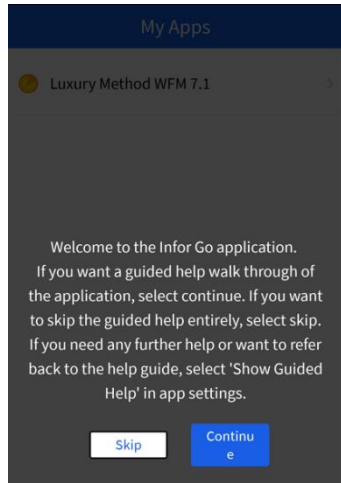 My Apps
Luxury Method WFM 7.1
Welcome to the Infor Go application.
If you want a guided help walk through of
the application, select continue. If you want
to skip the guided help entirely, select skip.
If you need any further help or want to refer
back to the help guide, select 'Show Guided
Help' in app settings.
Skip
Continu
e